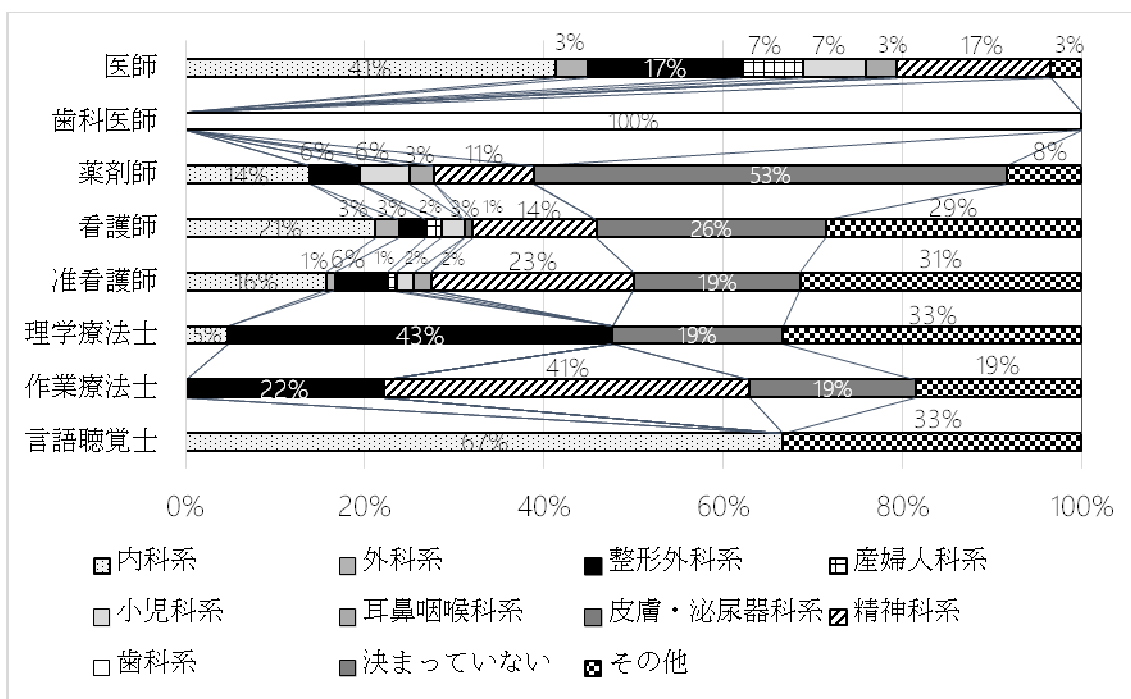 3% 7% 7% 3% 17% 3%
医師 41% 17%
歯科医師 100%
6% 6% 3% 11% 8%
薬剤師 14% 53%
3% 3% 2% 3% 1% 14% 29%
看護師 21% 26%
1% 6% 1% 2% 2% 23% 31%
准看護師 16% 19%
33%
理学療法士 5% 43% 19%
41% 19%
作業療法士 22% 19%
33%
言語聴覚士 67%
0% 20% 40% 60% 80% 100%
内科系 外科系 整形外科系 産婦人科系
小児科系 耳鼻咽喉科系 皮膚・泌尿器科系 精神科系
歯科系 決まっていない その他